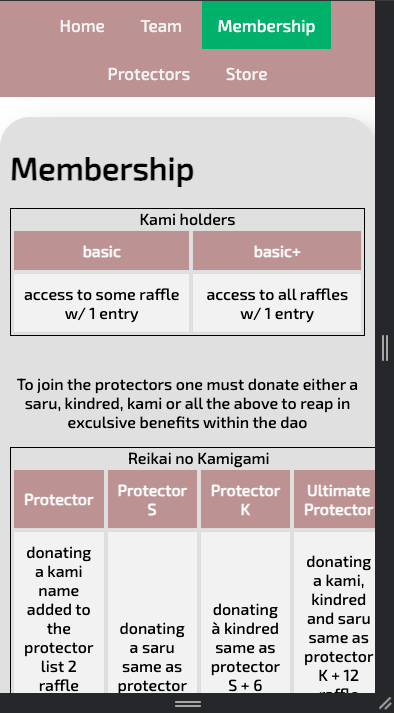 Home Team Membership
Protectors Store
Membership
Kami holders
basic basic+
access to some raffle
w/ 1 entry
access to all raffles
w/ 1 entry
To join the protectors one must donate either a
saru, kindred, kami or all the above to reap in
exculsive benefits within the dao
Reikai no Kamigami
Protector
Protector
S
Protector
K
Ultimate
Protector
donating
a kami
name
added to
the
protector
list 2
raffle
donating
a saru
same as
protector
donating
à kindred
same as
protector
S + 6
donating
a kami,
kindred
and saru
same as
protector
K + 12
raffle